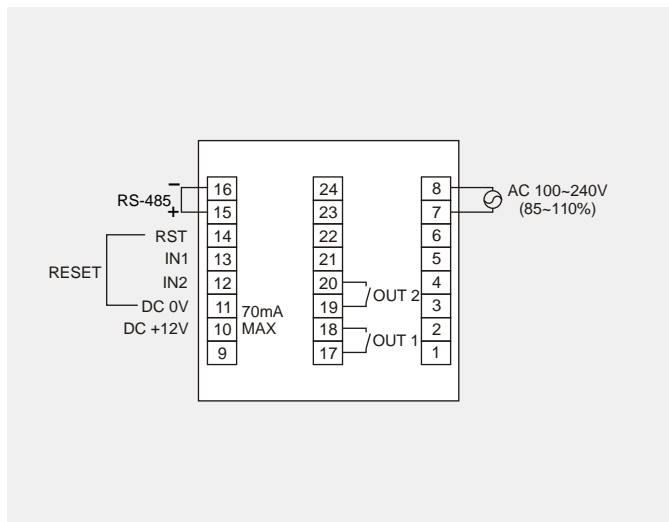 16 24 8 AC 100~240V
RS-485 − + 15 23 7 (85~110%)
RST 14 22 6
IN1 13 21 5
RESET
IN2 12 20 4
OUT 2
DC 0V 11 70mA 19 3
DC +12V 10 MAX 18 2
OUT 1
9 17 1